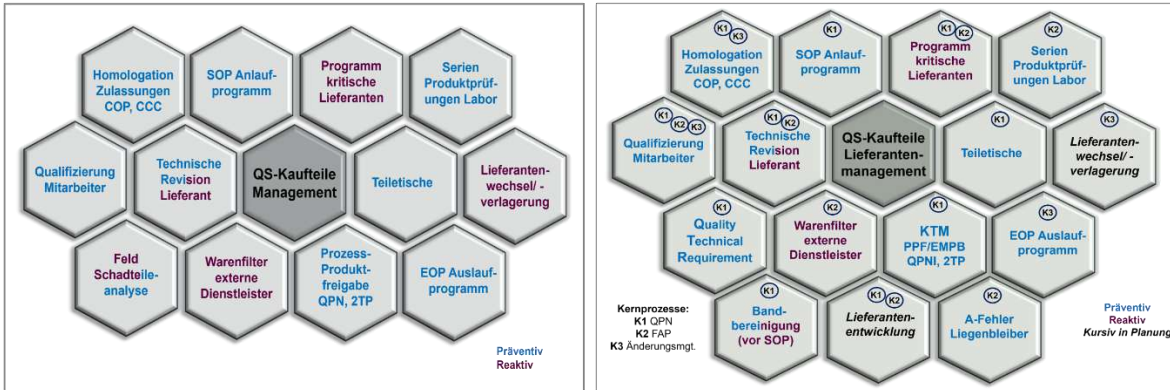 Homologation
Zulassungen
COP, CCC
SOP Anlauf-
programm
Programm
kritische
Lieferanten
Serien
Produktprüf-
ungen Labor
Qualifizierung
Mitarbeiter
Technische
Revision
Lieferant
QS-Kaufteile
Management
Teiletische
Lieferanten-
wechsel/ -
verlagerung
Feld
Schadteile-
analyse
Warenfilter
externe
Dienstleister
Prozess-
Produkt-
freigabe
QPN, 2TP
EOP Auslauf-
programm
Präventiv
Reaktiv
K1
K3
Homologation
Zulassungen
COP, CCC
K1
SOP Anlauf-
programm
K1
K2
Programm
kritische
Lieferanten
K2
Serien
Produktprüf-
ungen Labor
K1
K2
K3
Qualifizierung
Mitarbeiter
K1
K2
Technische
Revision
Lieferant
QS-Kaufteile
Lieferanten-
management
K1
Teiletische
K3
Lieferanten-
wechsel/ -
verlagerung
K1
Quality
Technical
Requirement
K2
Warenfilter
externe
Dienstleister
K1
KTM
PPF/EMPB
QPNI, 2TP
K3
EOP Auslauf-
programm
Kernprozesse:
K1 QPN
K2 FAP
K3 Änderungsmgt.
K1
Band-
bereinigung
(vor SOP)
K1
K2
Lieferanten-
entwicklung
K2
A-Fehler
Liegenbleiber
Präventiv
Reaktiv
Kursiv in Planung